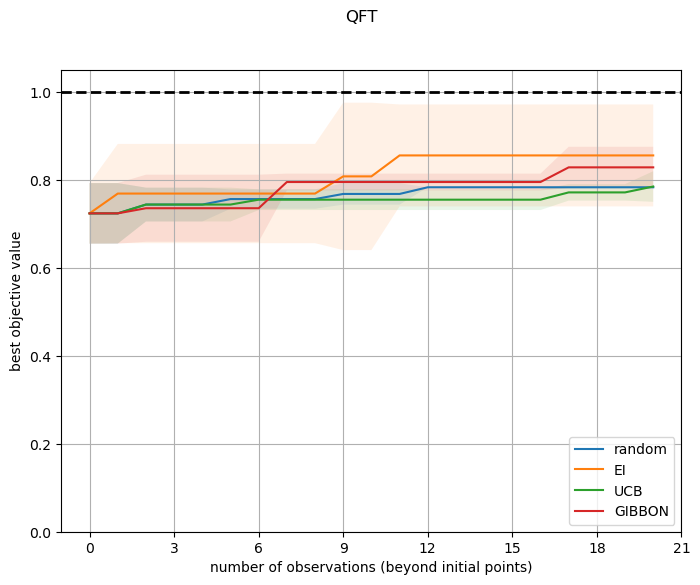 QFT
1.0
0.8
0.6
0.4
0.2
0.0
best objective value
0 3 6 9 12 15 18 21
number of observations (beyond initial points)
random
EI
UCB
GIBBON